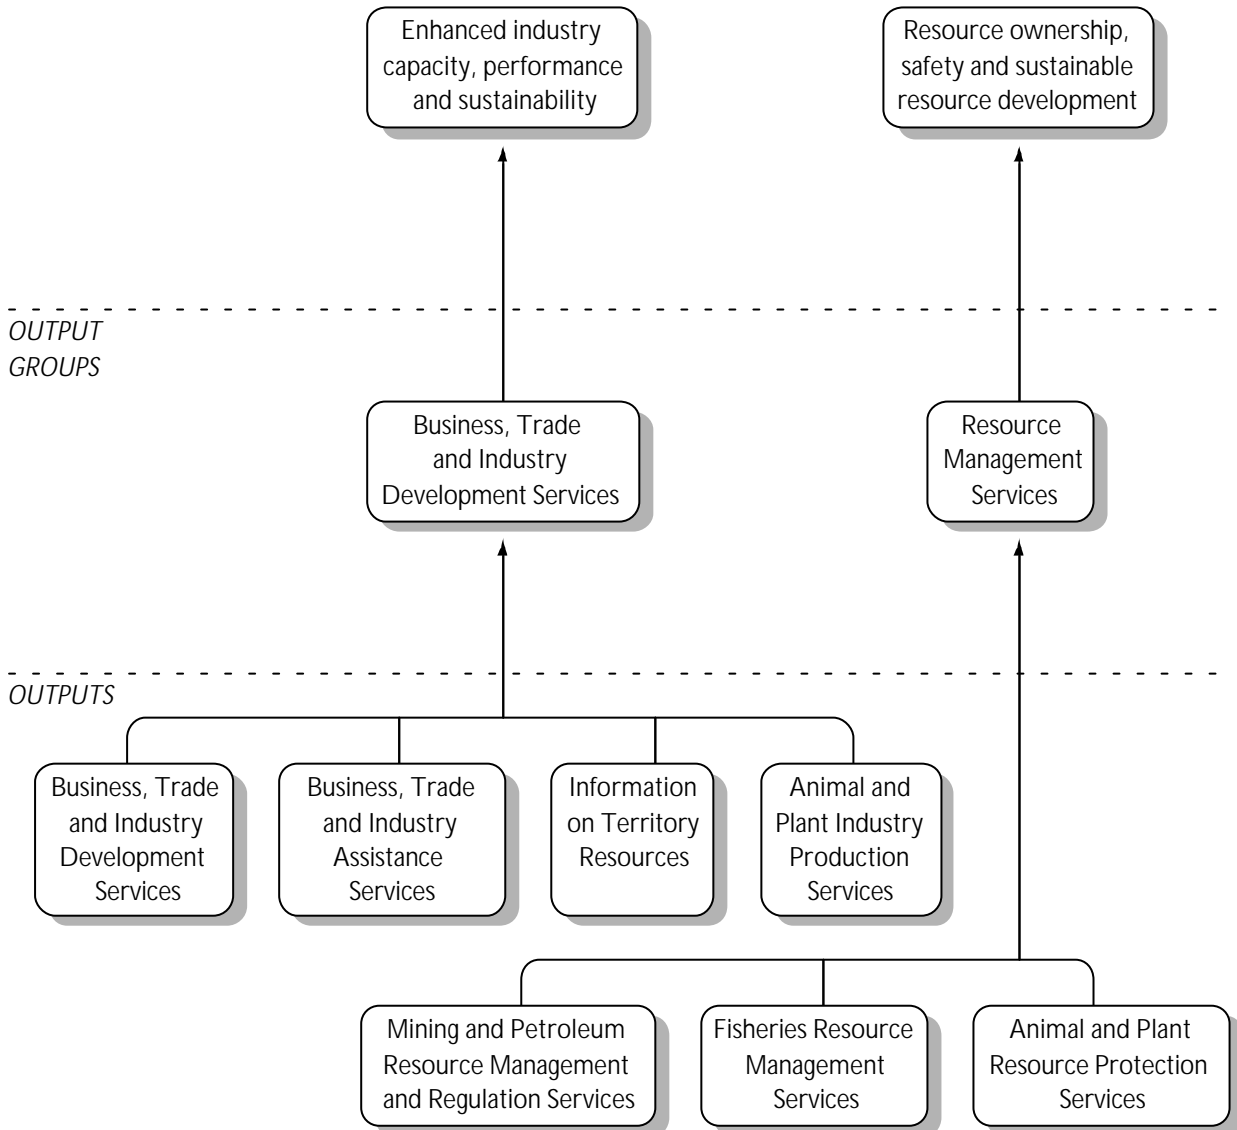 Enhanced industry
capacity, performance
and sustainability
Resource ownership,
safety and sustainable
resource development
OUTPUT
GROUPS
Business, Trade
and Industry
Development Services
Resource
Management
Services
OUTPUTS
Business, Trade
and Industry
Development
Services
Business, Trade
and Industry
Assistance
Services
Information
on Territory
Resources
Animal and
Plant Industry
Production
Services
Mining and Petroleum
Resource Management
and Regulation Services
Fisheries Resource
Management
Services
Animal and Plant
Resource Protection
Services